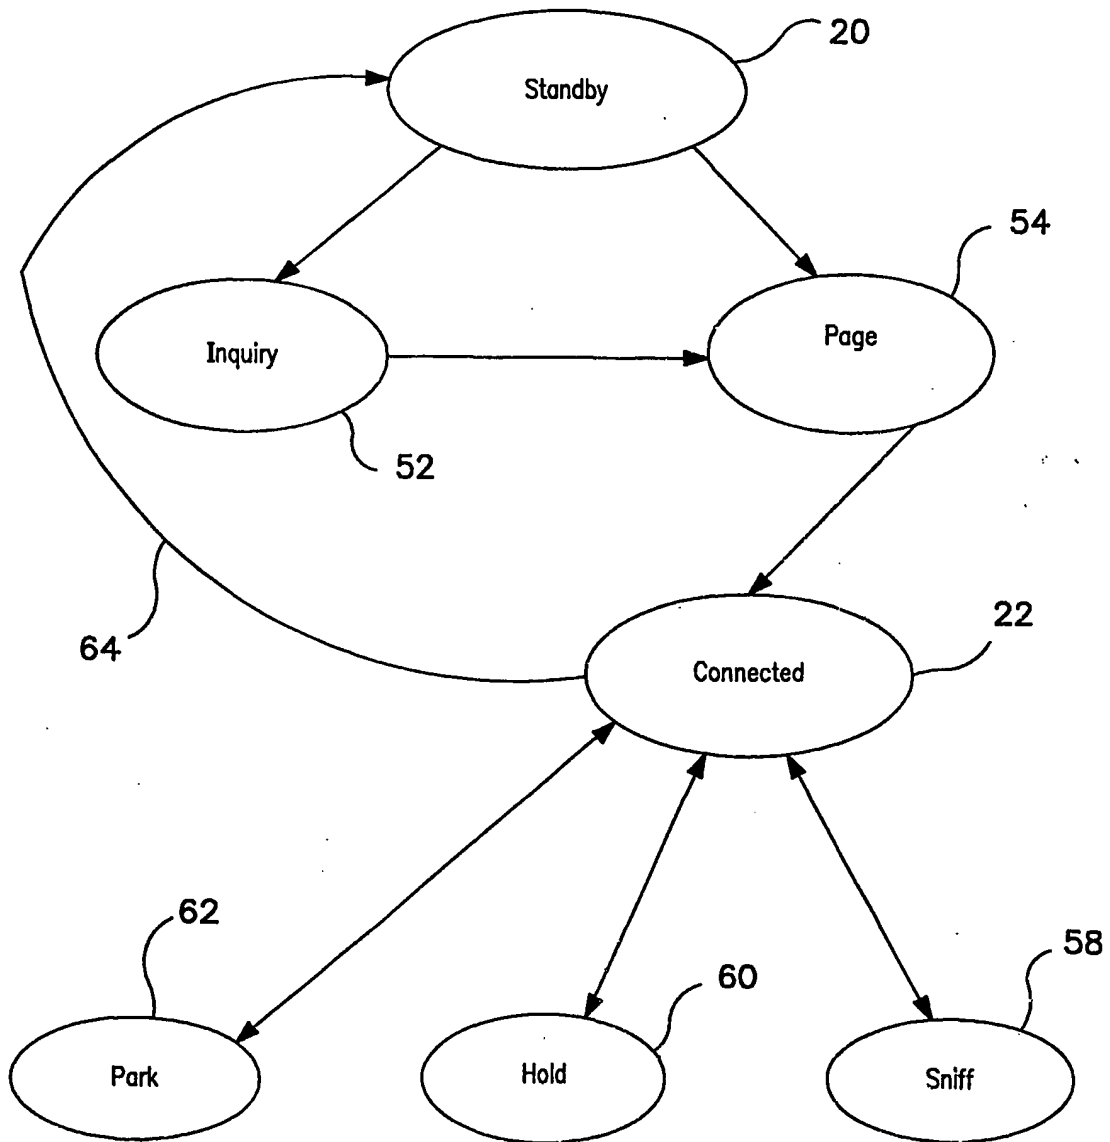 20
Standby
54
Page
Inquiry
52
22
64
Connected
62
60
58
Park
Hold
Sniff